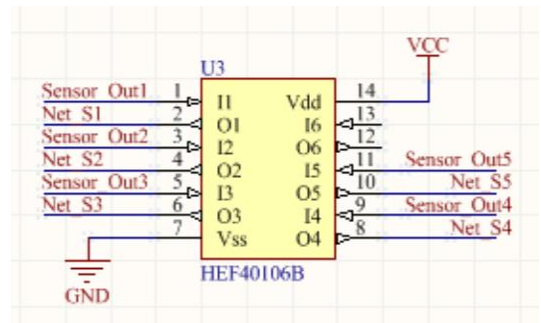 VCC
U3
Sensor_Out1 1 I1 Vdd 14
Net_S1 2 O1 I6 13
Sensor_Out2 3 I2 O6 12
Net_S2 4 O2 I5 11 Sensor_Out5
Sensor_Out3 5 I3 O5 10 Net_S5
Net_S3 6 O3 I4 9 Sensor_Out4
7 Vss O4 8 Net_S4
HEF40106B
GND